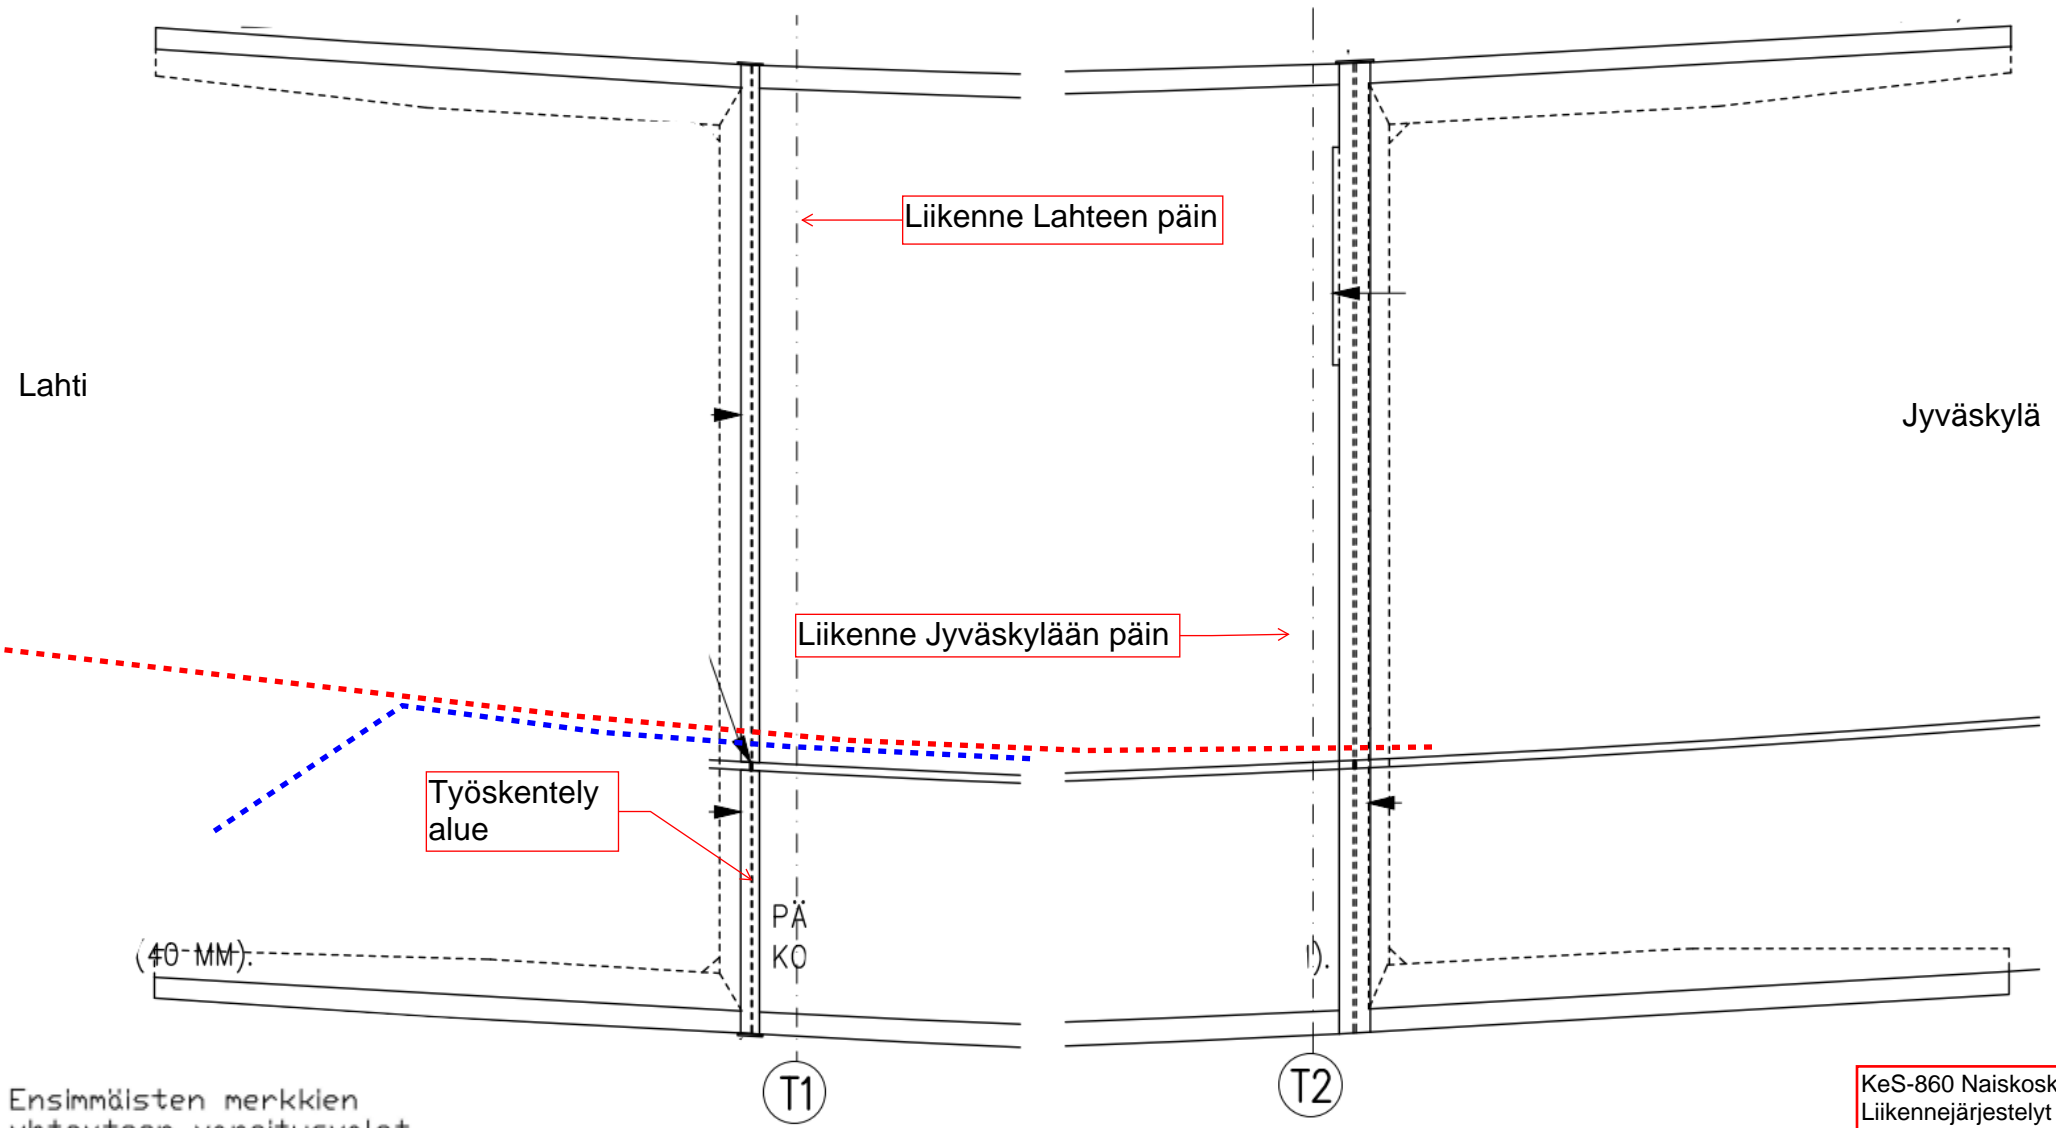 Liikenne Lahteen päin
Lahti
Jyväskylä
Liikenne Jyväskylään päin
Työskentely
alue
PÄ
KO
(40 MM).
).
T1
T2
Ensimmäisten merkkien
KeS-860 Naiskosk
Liikennejärjestelyt